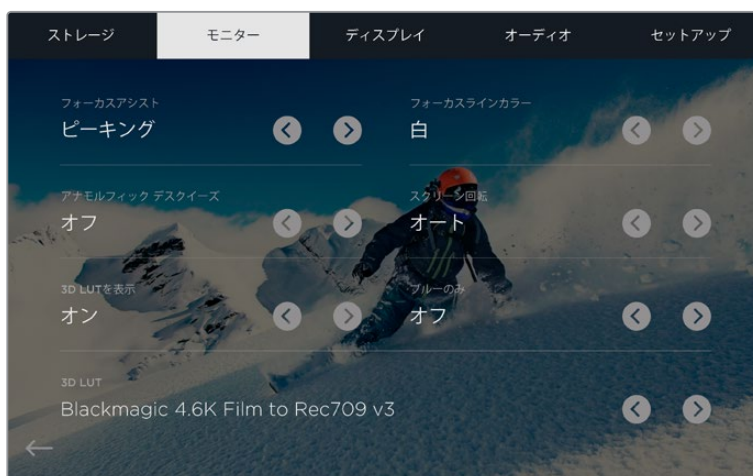 ストレージ モニター ディスプレイ オーディオ セットアップ
フォーカスアシスト フォーカスラインカラー
ピーキング 白
アナモルフィック デスクイーズ スクリーン回転
オフ オート
3D LUTを表示 ブルーのみ
オン オフ
3D LUT
Blackmagic 4.6K Film to Rec709 v3